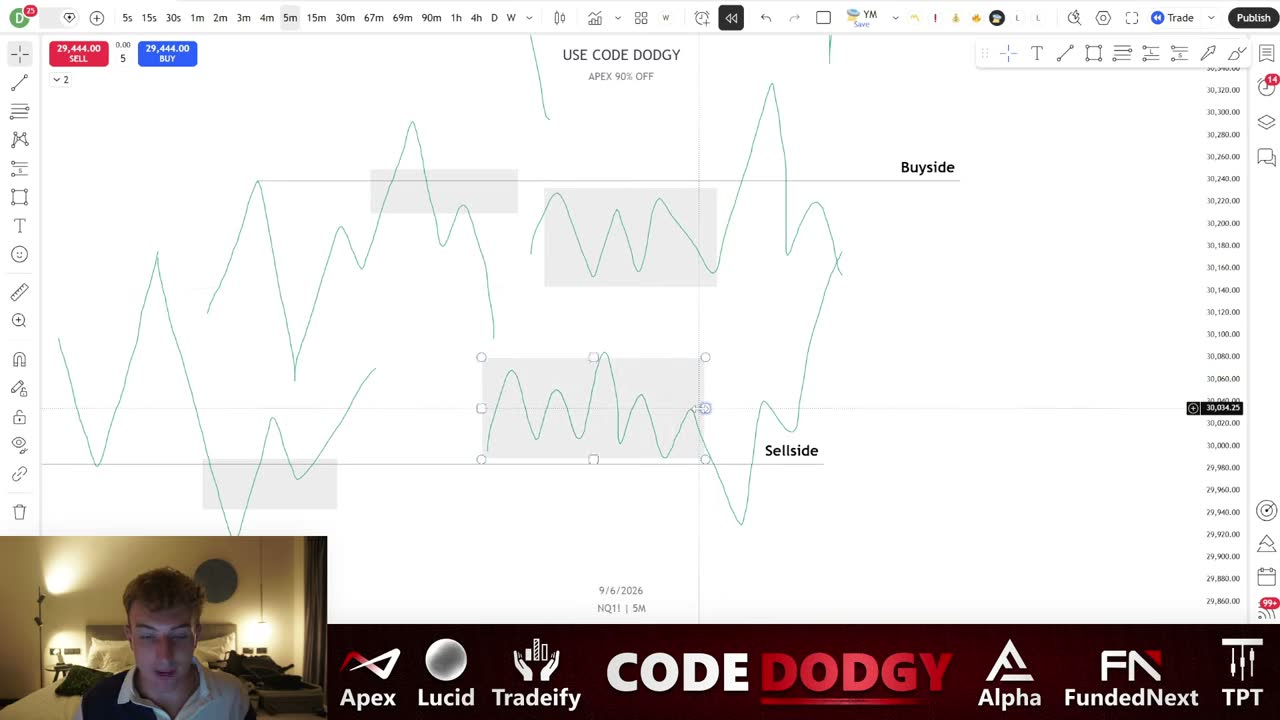 D 25
5s 15s 30s 1m 2m 3m 4m 5m 15m 30m 67m 69m 90m 1h 4h D W
W
YM
Save
L L
Trade
Publish
29,444.00
SELL
0.00
5
29,444.00
BUY
2
USE CODE DODGY
APEX 90% OFF
14
30,320.00
30,300.00
30,280.00
30,260.00
30,240.00
30,220.00
30,200.00
30,180.00
30,160.00
30,140.00
30,120.00
30,100.00
30,080.00
30,060.00
30,034.25
30,020.00
30,000.00
29,980.00
29,960.00
29,940.00
29,920.00
29,900.00
29,880.00
29,860.00
Buyside
Sellside
9/6/2026
NQ1! | 5M
99+
Apex
Lucid
Tradeify
CODE DODGY
Alpha
FN
FundedNext
TPT